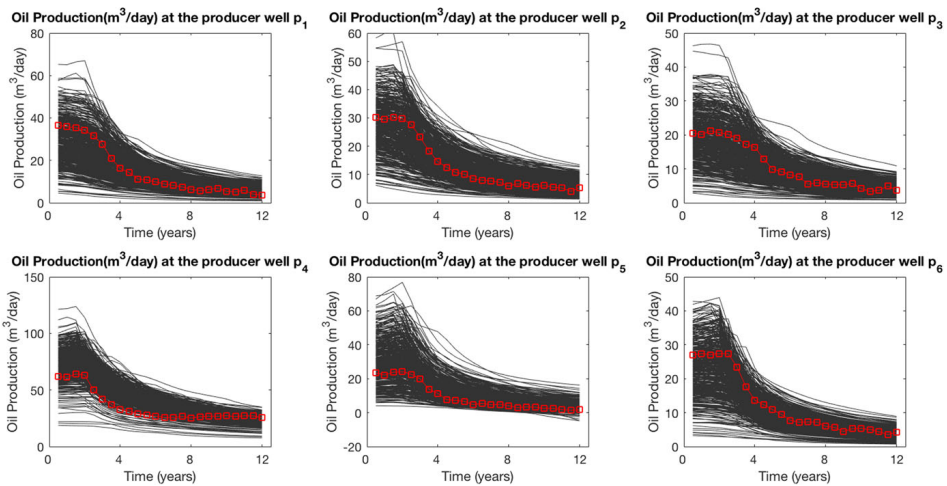 Oil Production(m³/day) at the producer well p₁
Oil Production (m³/day)
80
60
40
20
0
0 4 8 12
Time (years)
Oil Production(m³/day) at the producer well p₂
Oil Production (m³/day)
60
50
40
30
20
10
0
0 4 8 12
Time (years)
Oil Production(m³/day) at the producer well p₃
Oil Production (m³/day)
50
40
30
20
10
0
0 4 8 12
Time (years)
Oil Production(m³/day) at the producer well p₄
Oil Production (m³/day)
150
100
50
0
0 4 8 12
Time (years)
Oil Production(m³/day) at the producer well p₅
Oil Production (m³/day)
80
60
40
20
0
-20
0 4 8 12
Time (years)
Oil Production(m³/day) at the producer well p₆
Oil Production (m³/day)
50
40
30
20
10
0
0 4 8 12
Time (years)